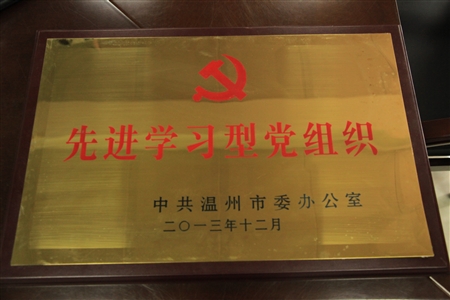 先进学习型党组织
中共温州市委办公室
二〇一三年十二月